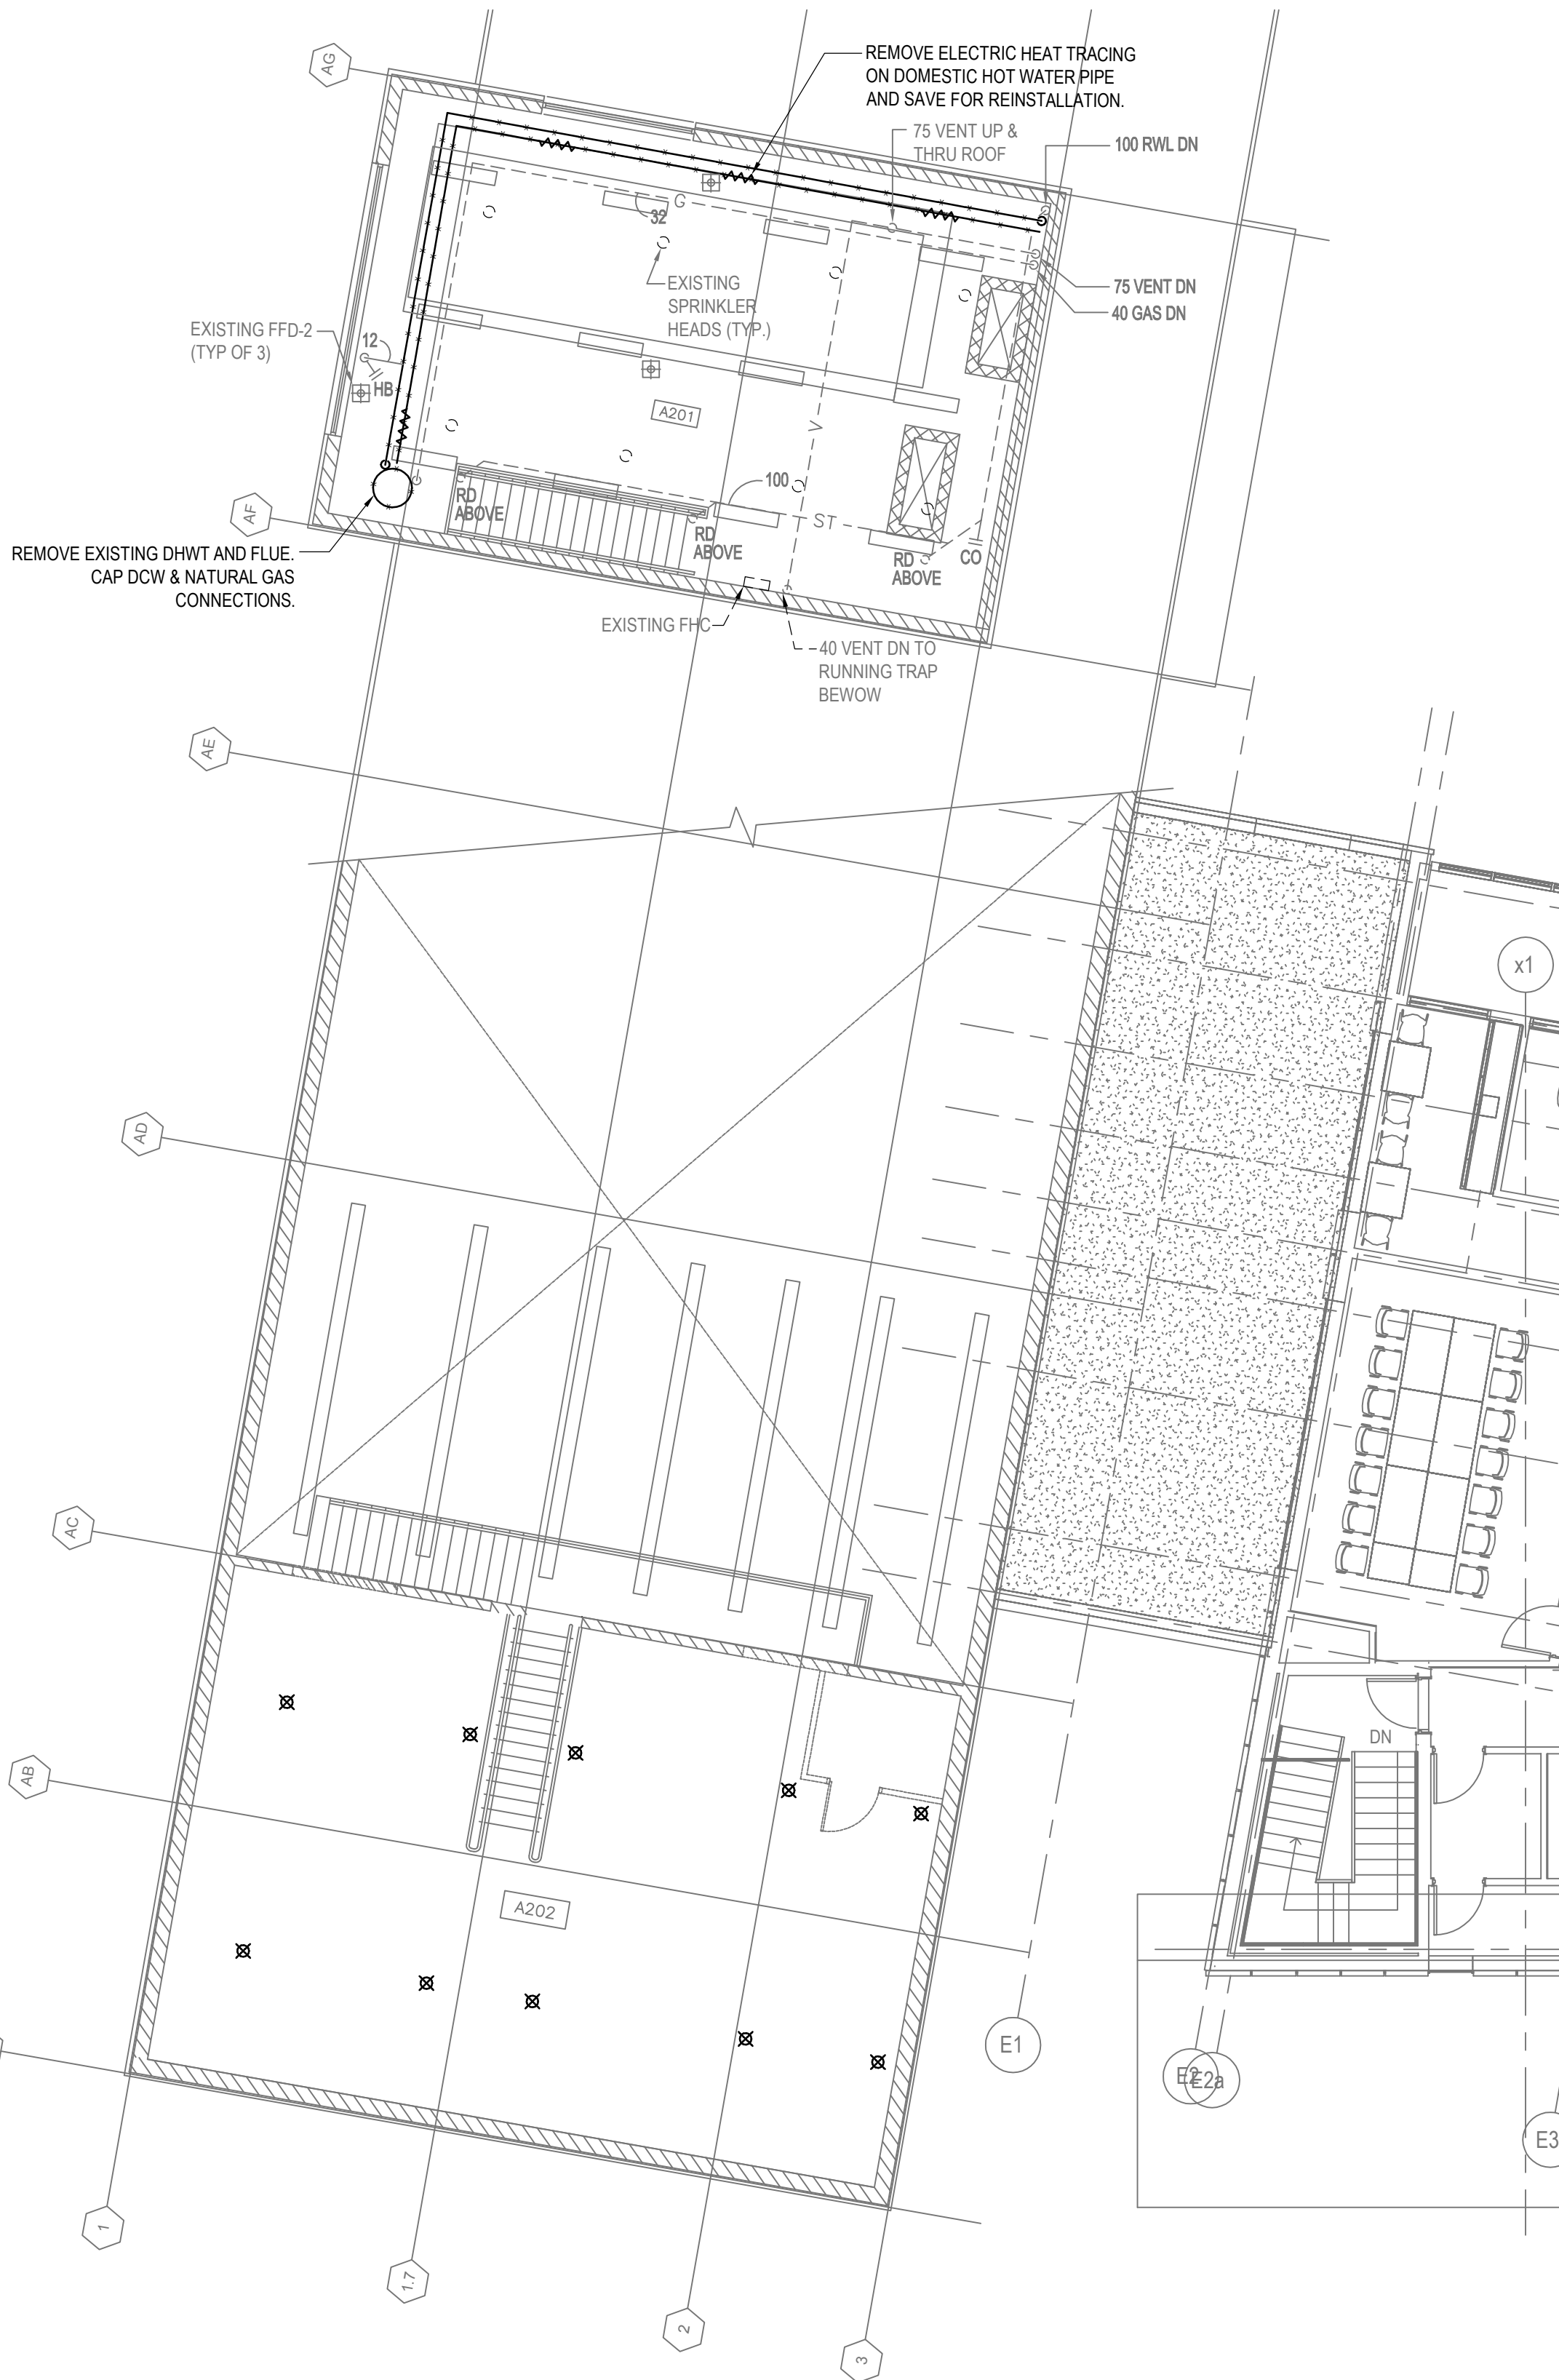 AG
REMOVE ELECTRIC HEAT TRACING
ON DOMESTIC HOT WATER PIPE
AND SAVE FOR REINSTALLATION.
75 VENT UP &
THRU ROOF
100 RWL DN
G
32
EXISTING
SPRINKLER
HEADS (TYP.)
75 VENT DN
40 GAS DN
EXISTING FFD-2
(TYP OF 3)
12
HB
A201
V
100
ST
RD
ABOVE
RD
ABOVE
RD
ABOVE
CO
AF
REMOVE EXISTING DHWT AND FLUE.
CAP DCW & NATURAL GAS
CONNECTIONS.
EXISTING FHC
40 VENT DN TO
RUNNING TRAP
BEWOW
AE
x1
AD
AC
DN
AB
A202
E1
E2
E2a
E3
1
1.7
2
3